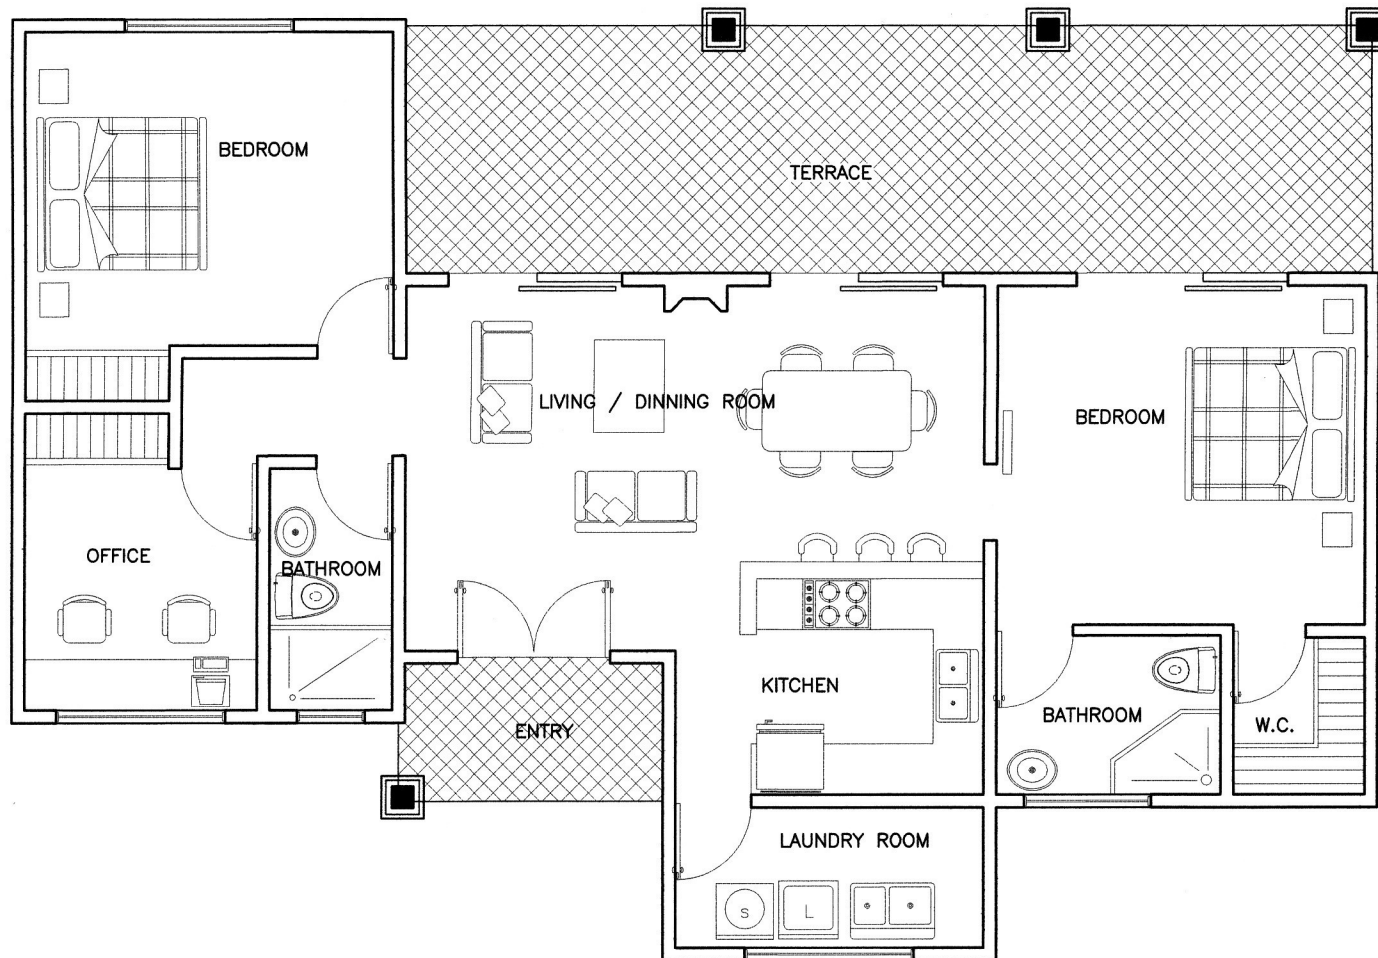 BEDROOM
TERRACE
LIVING / DINNING ROOM
BEDROOM
OFFICE
BATHROOM
KITCHEN
ENTRY
BATHROOM
W.C.
LAUNDRY ROOM
S
L